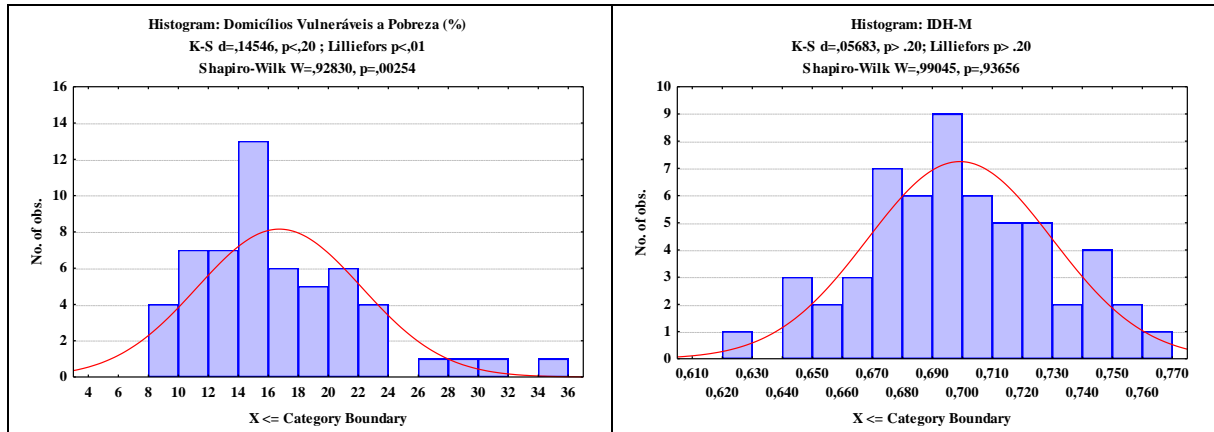 Histogram: Domicílios Vulneráveis a Pobreza (%)
K-S d=,14546, p<,20 ; Lilliefors p<,01
Shapiro-Wilk W=,92830, p=,00254
16
14
12
10
8
6
4
2
0
No. of obs.
4 6 8 10 12 14 16 18 20 22 24 26 28 30 32 34 36
X <= Category Boundary
Histogram: IDH-M
K-S d=,05683, p> .20; Lilliefors p> .20
Shapiro-Wilk W=,99045, p=,93656
10
9
8
7
6
5
4
3
2
1
0
No. of obs.
0,610 0,630 0,650 0,670 0,690 0,710 0,730 0,750 0,770
0,620 0,640 0,660 0,680 0,700 0,720 0,740 0,760
X <= Category Boundary